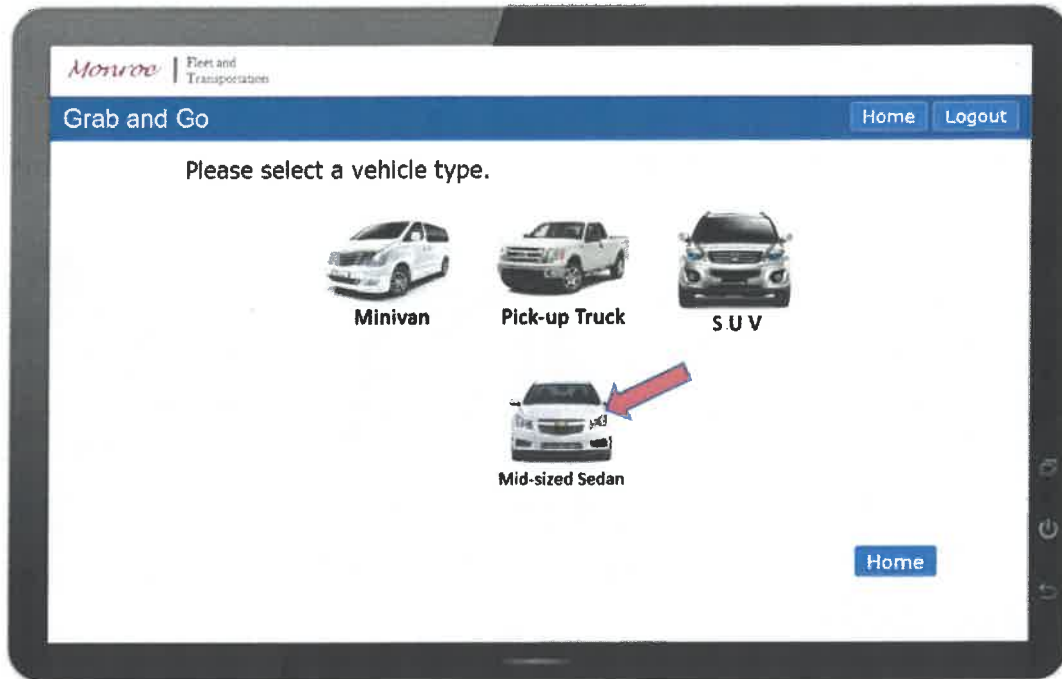 Monroe
Fleet and
Transportation
Grab and Go
Home
Logout
Please select a vehicle type.
Minivan
Pick-up Truck
S U V
Mid-sized Sedan
Home